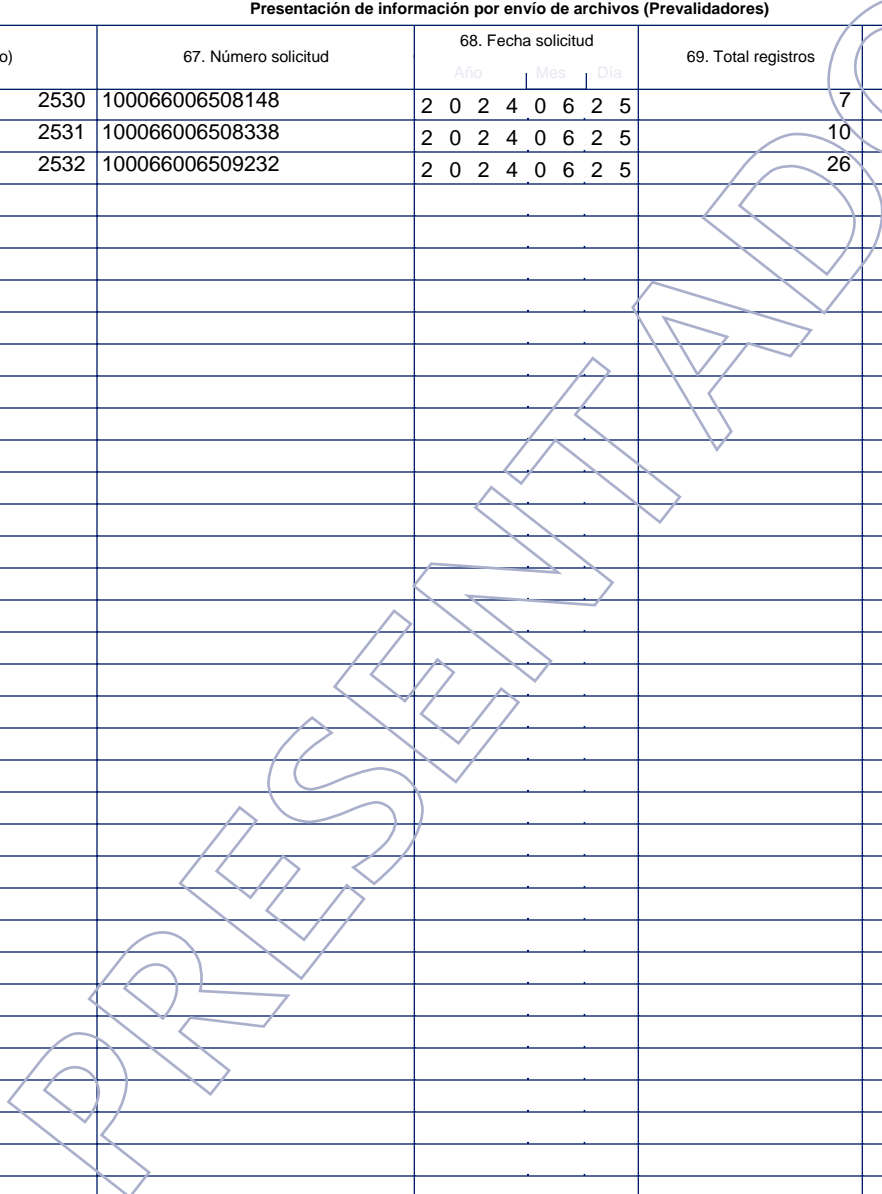 Presentación de información por envío de archivos (Prevalidadores)
o) 67. Número solicitud 68. Fecha solicitud 69. Total registros
Año Mes Día
2530 100066006508148 2 0 2 4 0 6 2 5 7
2531 100066006508338 2 0 2 4 0 6 2 5 10
2532 100066006509232 2 0 2 4 0 6 2 5 26
PRESENTADO